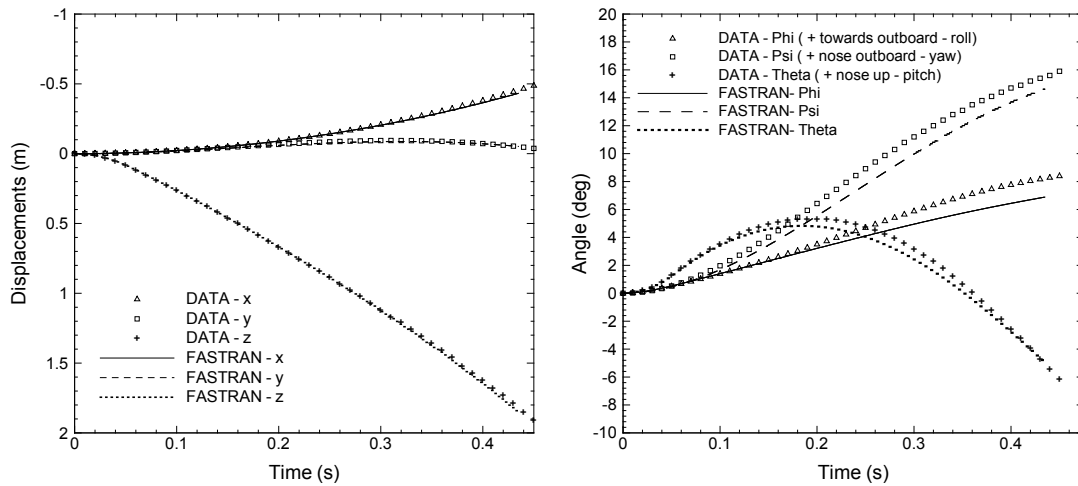 -1
-0.5
0
0.5
1
1.5
2
Displacements (m)
DATA - x
DATA - y
DATA - z
FASTRAN - x
FASTRAN - y
FASTRAN - z
0 0.1 0.2 0.3 0.4
Time (s)
20
18
16
14
12
10
8
6
4
2
0
-2
-4
-6
-8
-10
Angle (deg)
DATA - Phi ( + towards outboard - roll)
DATA - Psi ( + nose outboard - yaw)
DATA - Theta ( + nose up - pitch)
FASTRAN- Phi
FASTRAN- Psi
FASTRAN- Theta
0 0.1 0.2 0.3 0.4
Time (s)